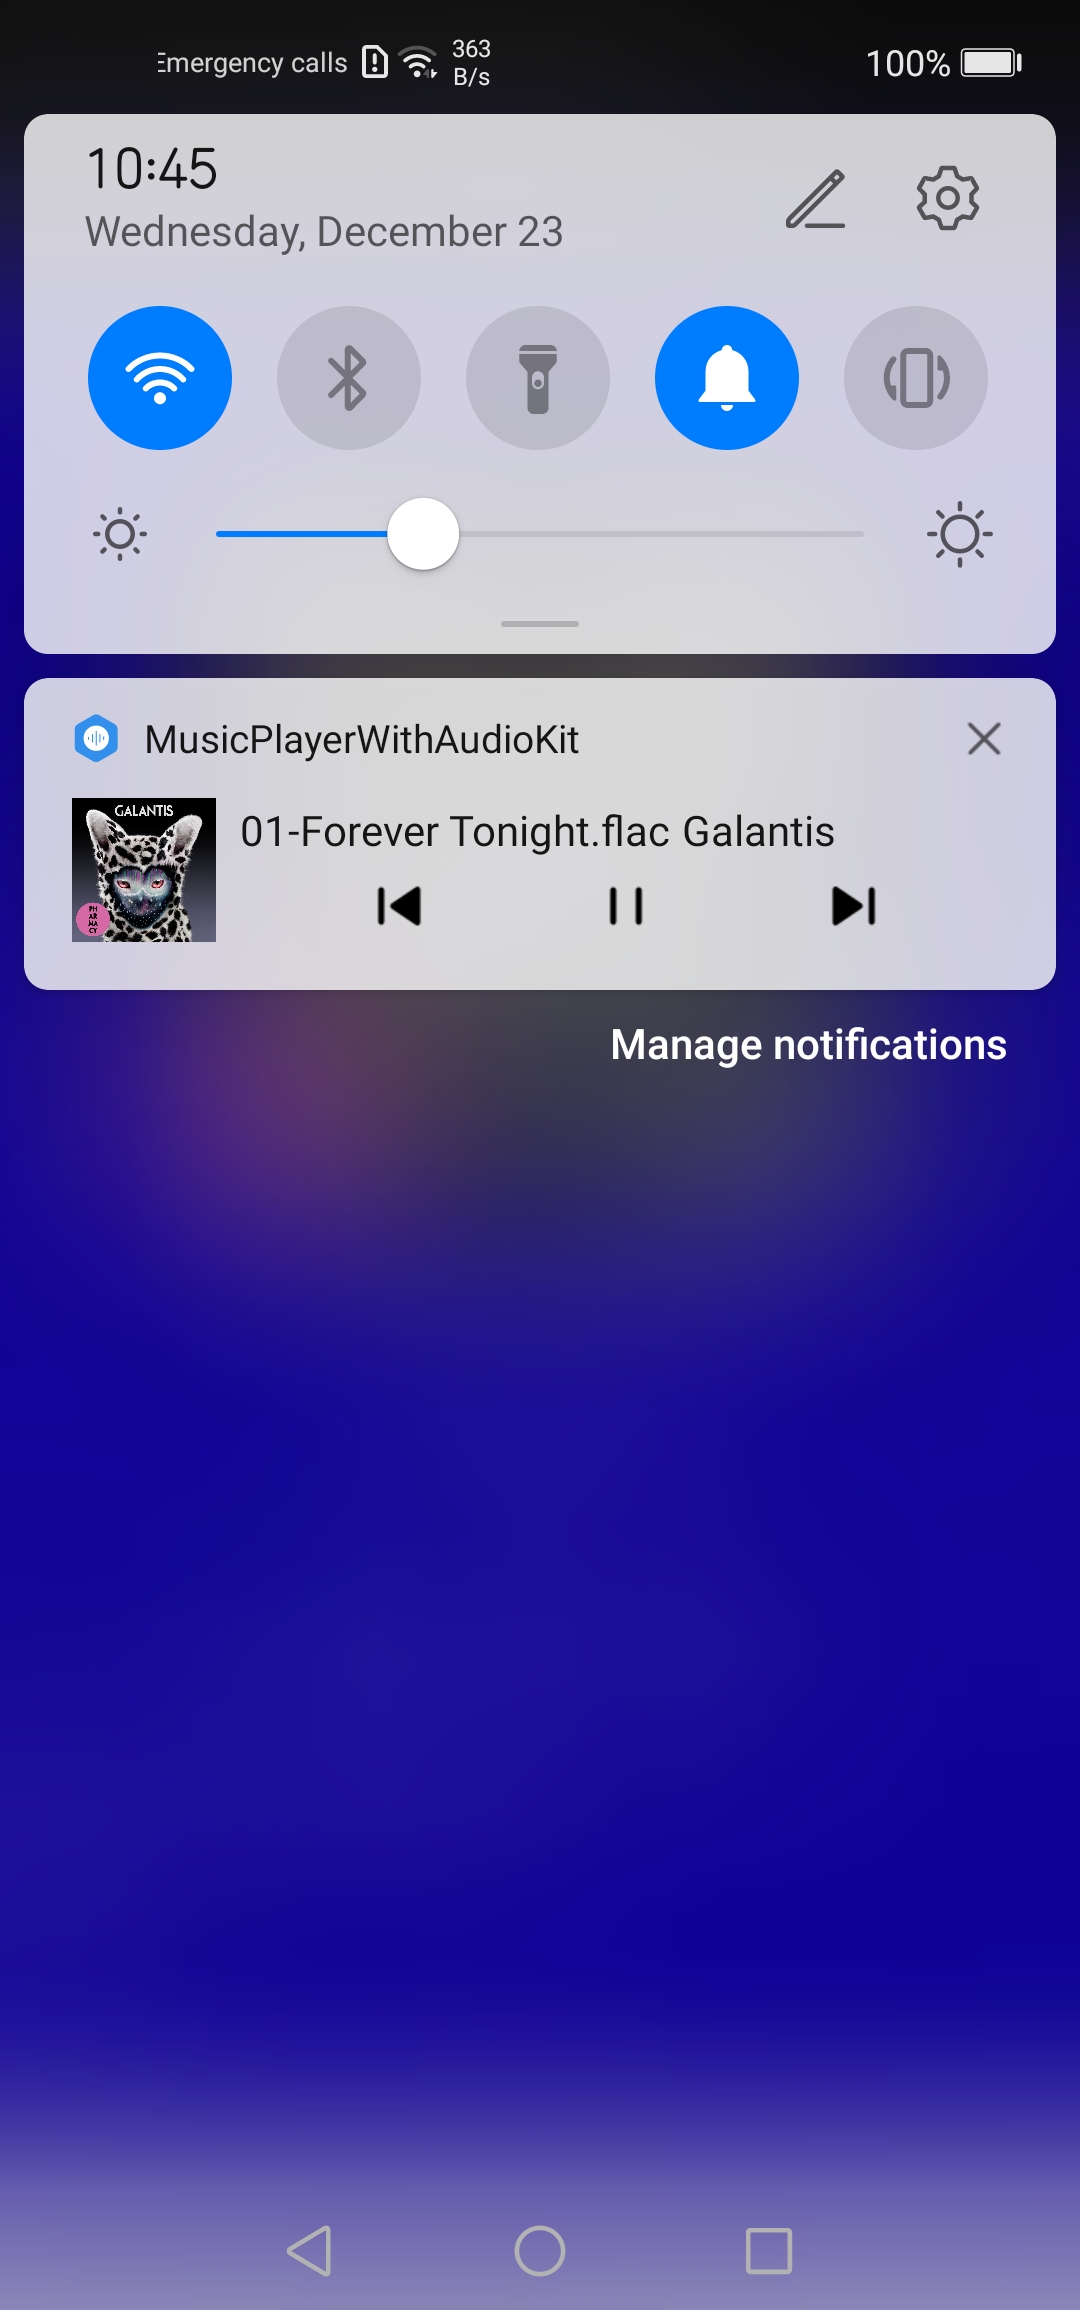 Emergency calls
363
B/s
100%
10:45
Wednesday, December 23
MusicPlayerWithAudioKit
GALANTIS
PH
AR
MA
CY
01-Forever Tonight.flac Galantis
Manage notifications